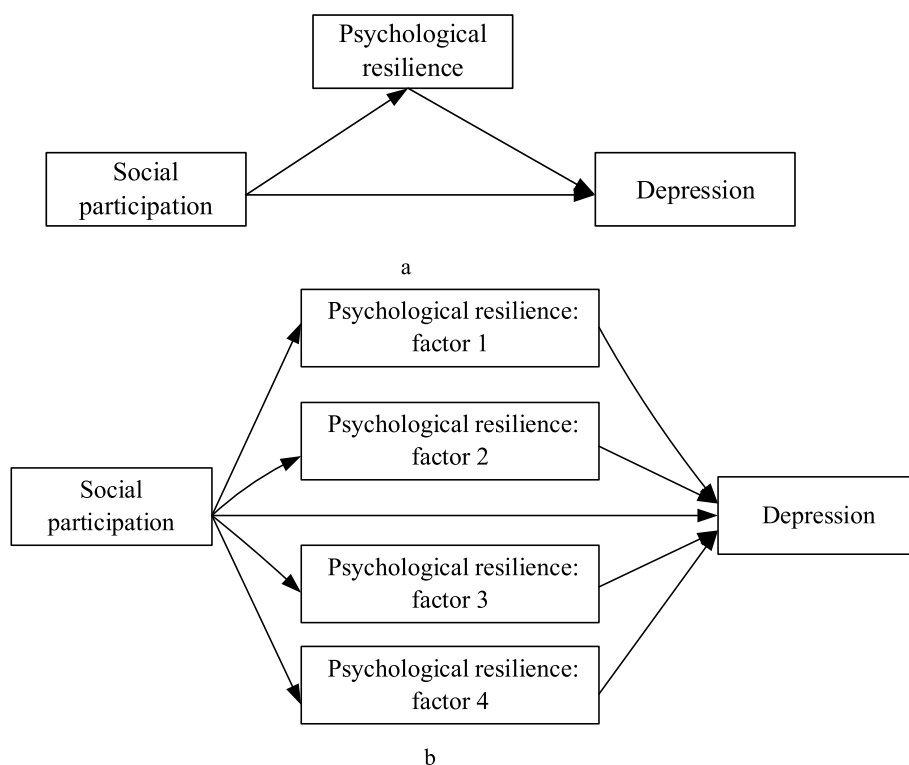 Psychological
resilience
Social
participation
Depression
a
Psychological resilience:
factor 1
Psychological resilience:
factor 2
Social
participation
Depression
Psychological resilience:
factor 3
Psychological resilience:
factor 4
b